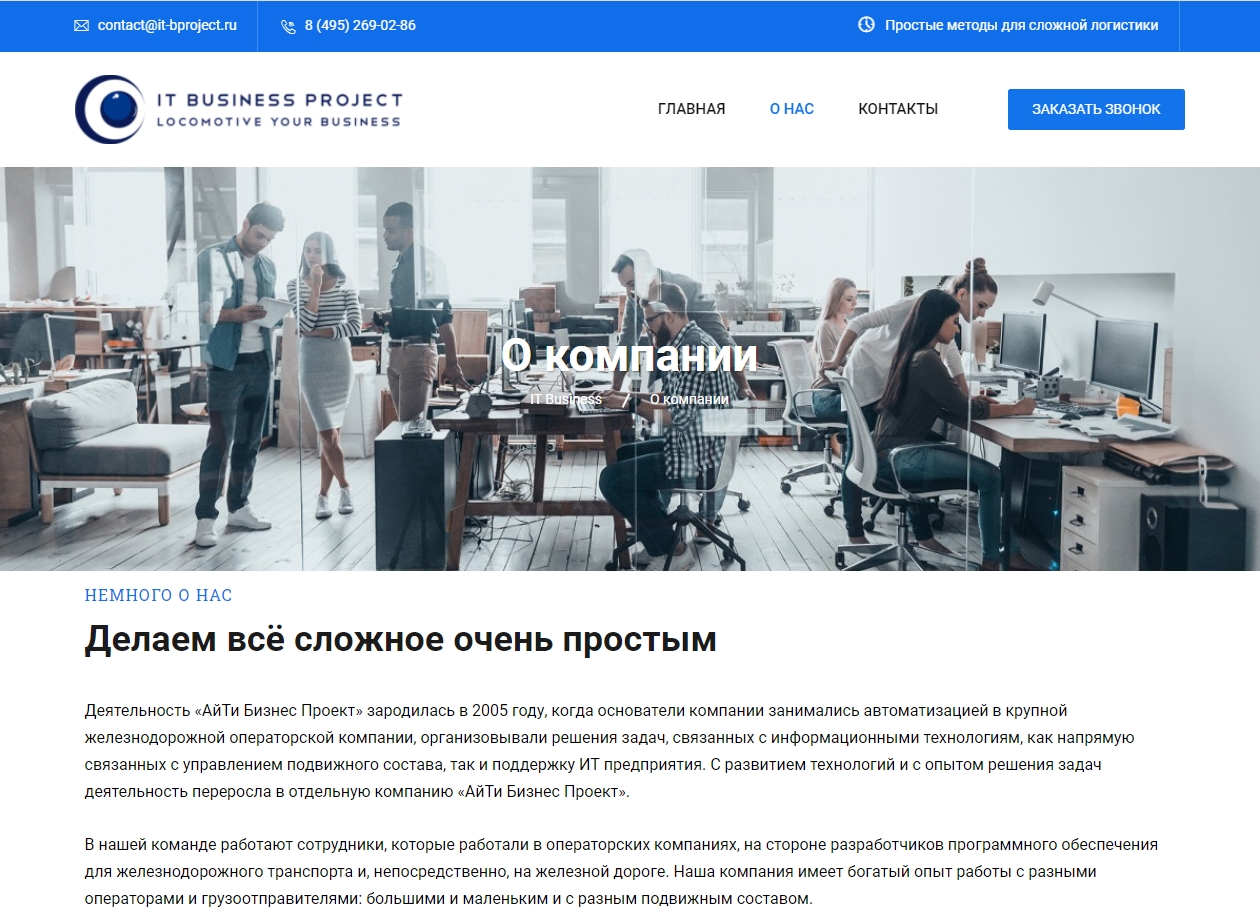 contact@it-bproject.ru
8 (495) 269-02-86
Простые методы для сложной логистики
IT BUSINESS PROJECT
LOCOMOTIVE YOUR BUSINESS
ГЛАВНАЯ
О НАС
КОНТАКТЫ
ЗАКАЗАТЬ ЗВОНОК
О компании
IT Business / О компании
НЕМНОГО О НАС
Делаем всё сложное очень простым
Деятельность «АйТи Бизнес Проект» зародилась в 2005 году, когда основатели компании занимались автоматизацией в крупной
железнодорожной операторской компании, организовывали решения задач, связанных с информационными технологиям, как напрямую
связанных с управлением подвижного состава, так и поддержку ИТ предприятия. С развитием технологий и с опытом решения задач
деятельность переросла в отдельную компанию «АйТи Бизнес Проект».
В нашей команде работают сотрудники, которые работали в операторских компаниях, на стороне разработчиков программного обеспечения
для железнодорожного транспорта и, непосредственно, на железной дороге. Наша компания имеет богатый опыт работы с разными
операторами и грузоотправителями: большими и маленьким и с разным подвижным составом.